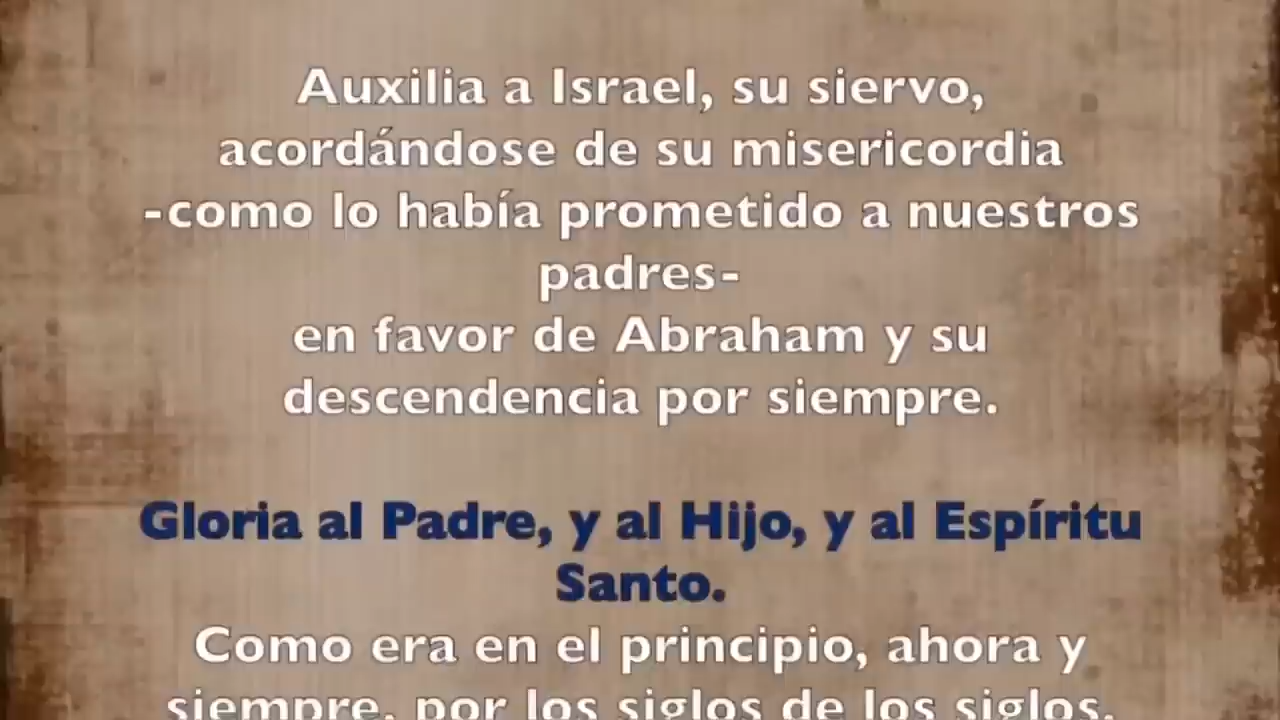 Auxilia a Israel, su siervo,
acordándose de su misericordia
-como lo había prometido a nuestros
padres-
en favor de Abraham y su
descendencia por siempre.
Gloria al Padre, y al Hijo, y al Espíritu
Santo.
Como era en el principio, ahora y
siempre, por los siglos de los siglos.